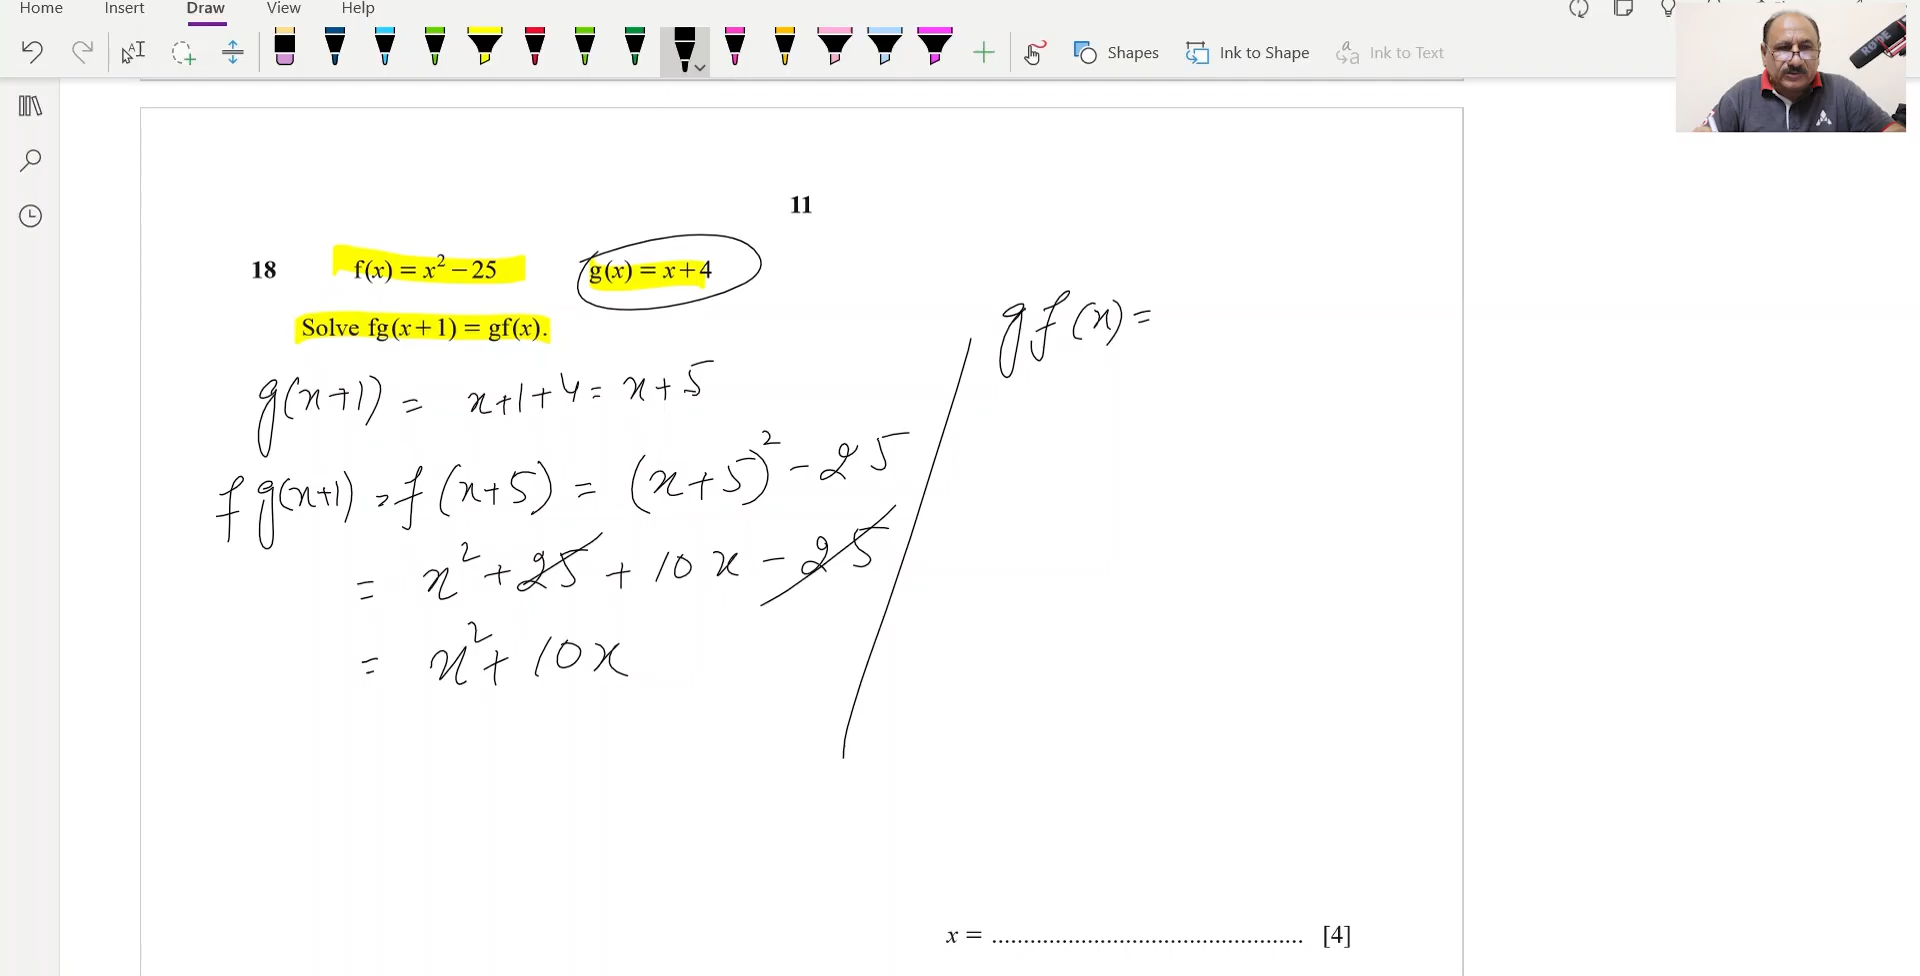 Home Insert Draw View Help
Shapes Ink to Shape Ink to Text
RØDE
11
18 f(x) = x² − 25 g(x) = x + 4
Solve fg(x + 1) = gf(x).
gf(x) =
g(x+1) = x+1+4 = x+5
fg(x+1) = f(x+5) = (x+5)² - 25
= x² + 25 + 10x - 25
= x² + 10x
x = ................................................ [4]